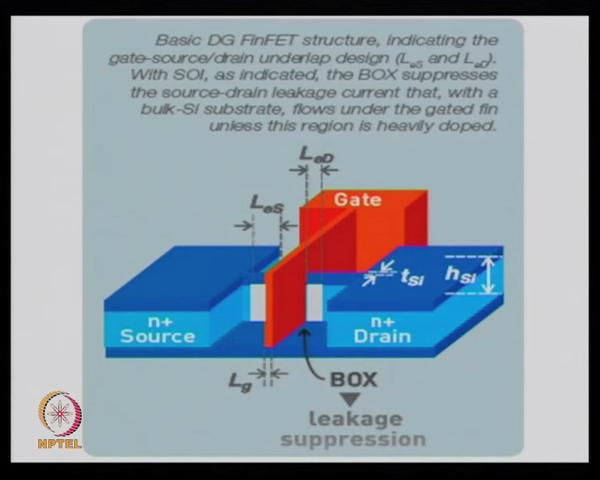 Basic DG FinFET structure, indicating the
gate-source/drain underlap design (LeS and LeD).
With SOI, as indicated, the BOX suppresses
the source-drain leakage current that, with a
bulk-Si substrate, flows under the gated fin
unless this region is heavily doped.
LeD
LeS
Gate
tSi
hSi
n+
Source
n+
Drain
Lg
BOX
leakage
suppression
NPTEL